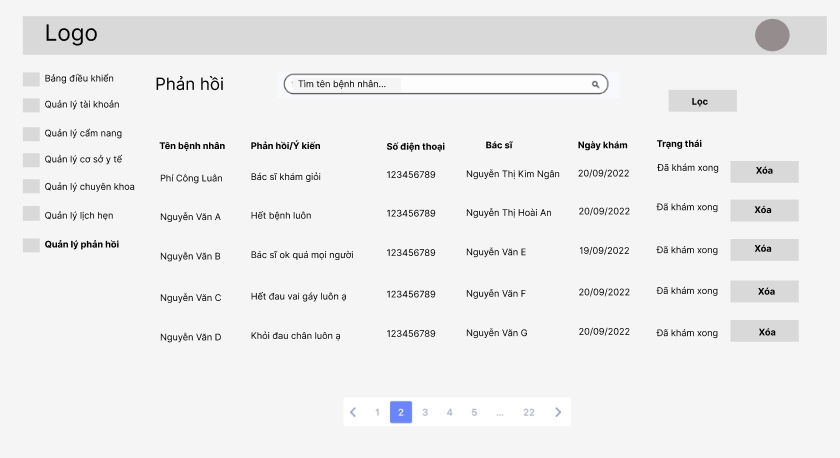 Logo
Bảng điều khiển
Quản lý tài khoản
Quản lý cẩm nang
Quản lý cơ sở y tế
Quản lý chuyên khoa
Quản lý lịch hẹn
Quản lý phản hồi
Phản hồi
Tìm tên bệnh nhân...
Lọc
Tên bệnh nhân Phản hồi/Ý kiến Số điện thoại Bác sĩ Ngày khám Trạng thái
Phí Công Luân Bác sĩ khám giỏi 123456789 Nguyễn Thị Kim Ngân 20/09/2022 Đã khám xong Xóa
Nguyễn Văn A Hết bệnh luôn 123456789 Nguyễn Thị Hoài An 20/09/2022 Đã khám xong Xóa
Nguyễn Văn B Bác sĩ ok quá mọi người 123456789 Nguyễn Văn E 19/09/2022 Đã khám xong Xóa
Nguyễn Văn C Hết đau vai gáy luôn ạ 123456789 Nguyễn Văn F 20/09/2022 Đã khám xong Xóa
Nguyễn Văn D Khỏi đau chân luôn ạ 123456789 Nguyễn Văn G 20/09/2022 Đã khám xong Xóa
1 2 3 4 5 ... 22